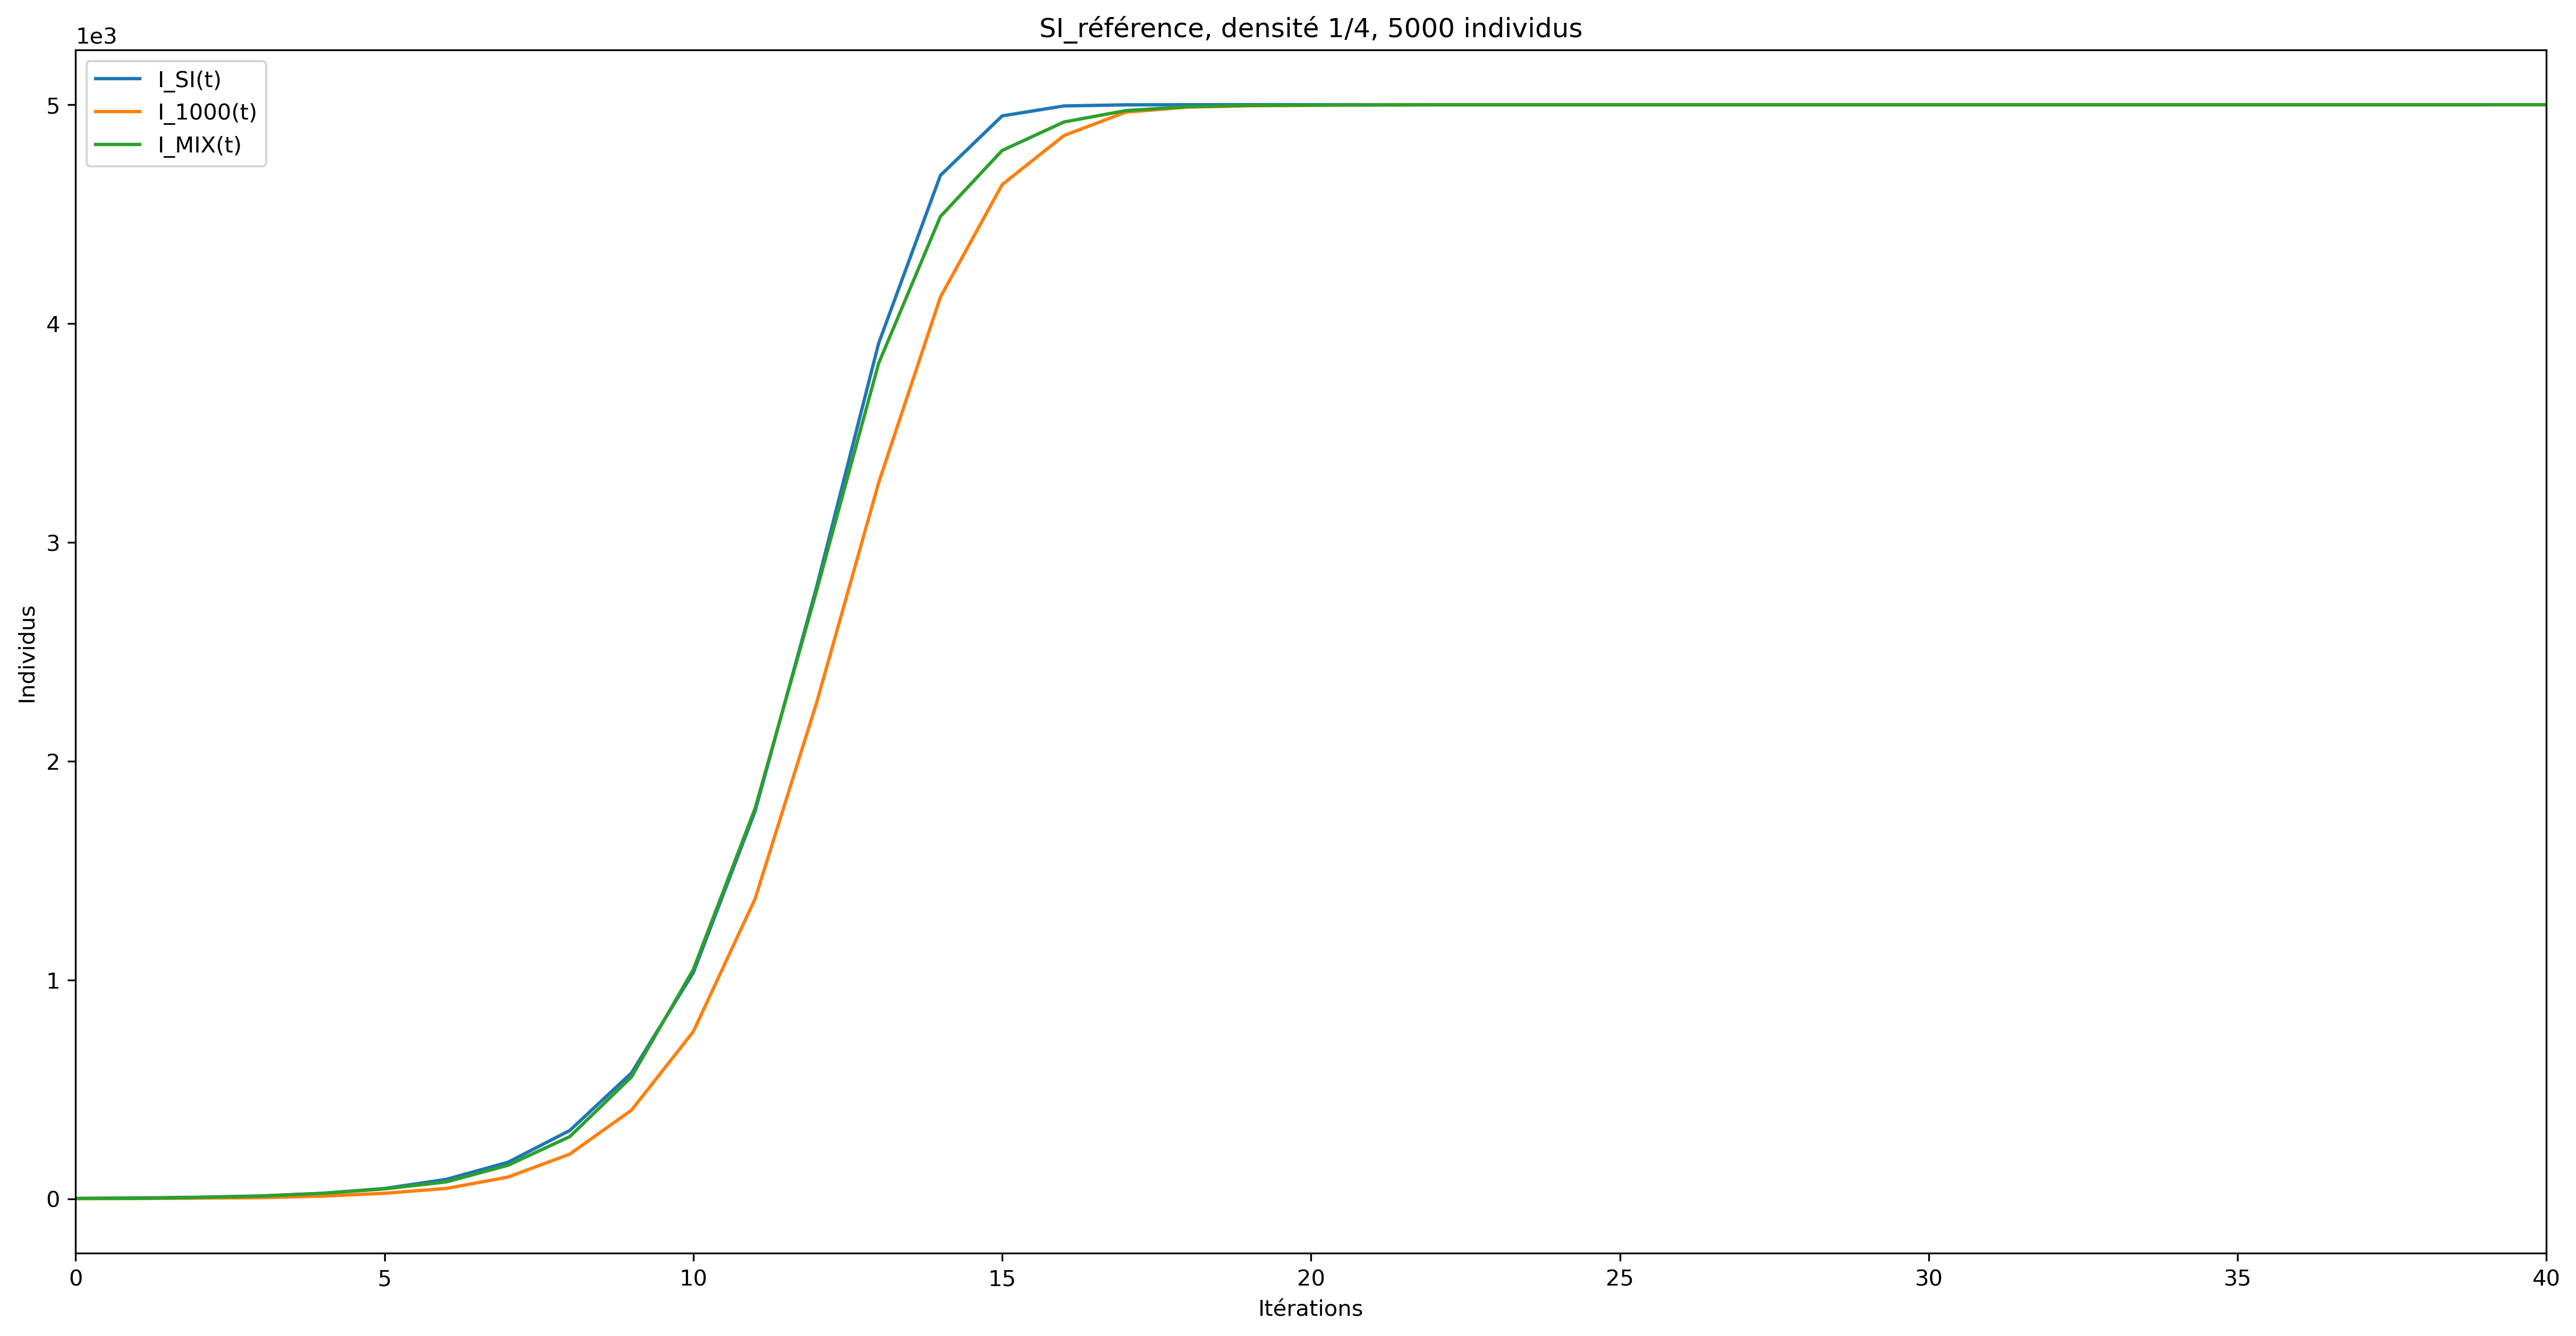 SI_référence, densité 1/4, 5000 individus
1e3
I_SI(t)
I_1000(t)
I_MIX(t)
5
4
3
2
1
0
Individus
0 5 10 15 20 25 30 35 40
Itérations